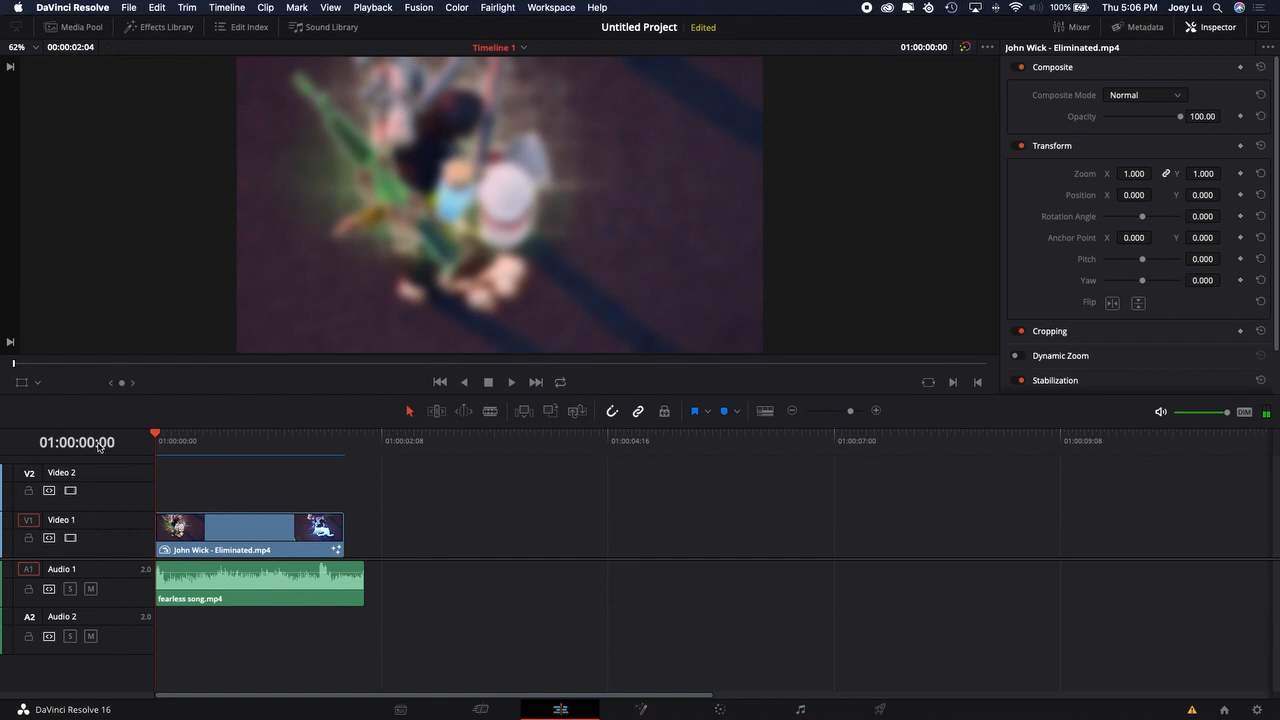 DaVinci Resolve File Edit Trim Timeline Clip Mark View Playback Fusion Color Fairlight Workspace Help 100% Thu 5:06 PM Joey Lu
Media Pool Effects Library Edit Index Sound Library Untitled Project Edited Mixer Metadata Inspector
62% 00:00:02:04 Timeline 1 01:00:00:00 John Wick - Eliminated.mp4
Composite
Composite Mode Normal
Opacity 100.00
Transform
Zoom X 1.000 Y 1.000
Position X 0.000 Y 0.000
Rotation Angle 0.000
Anchor Point X 0.000 Y 0.000
Pitch 0.000
Yaw 0.000
Flip
Cropping
Dynamic Zoom
Stabilization
DIM
01:00:00:00 01:00:00:00 01:00:02:08 01:00:04:16 01:00:07:00 01:00:09:08
V2 Video 2
V1 Video 1
John Wick - Eliminated.mp4
A1 Audio 1 2.0
S M
fearless song.mp4
A2 Audio 2 2.0
S M
DaVinci Resolve 16